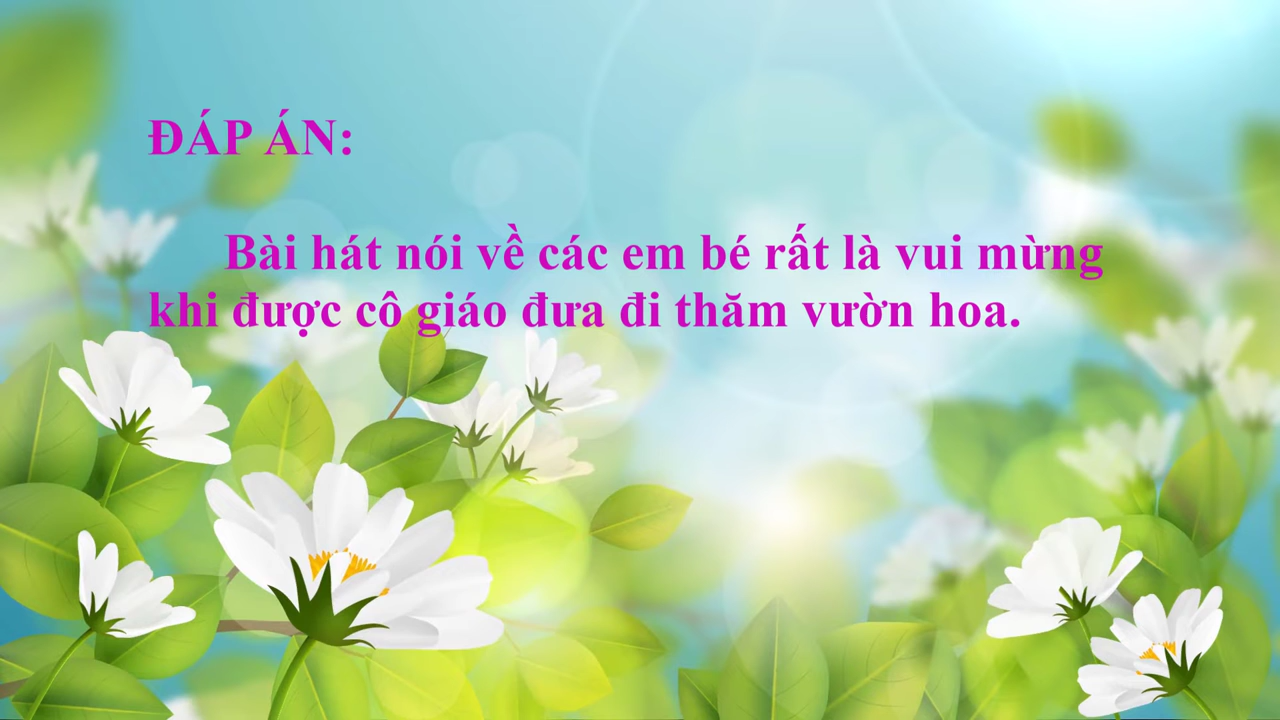 ĐÁP ÁN:
Bài hát nói về các em bé rất là vui mừng
khi được cô giáo đưa đi thăm vườn hoa.